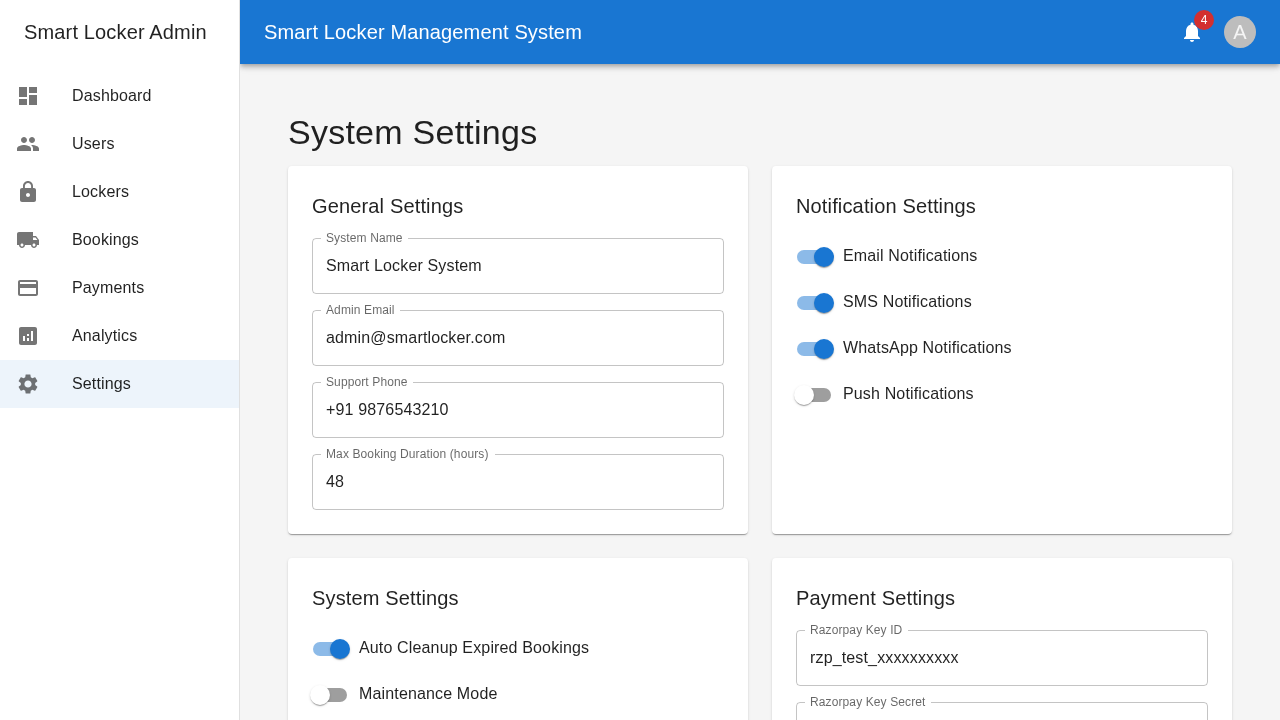 Smart Locker Admin
Smart Locker Management System
4
A
Dashboard
Users
Lockers
Bookings
Payments
Analytics
Settings
System Settings
General Settings
System Name
Smart Locker System
Admin Email
admin@smartlocker.com
Support Phone
+91 9876543210
Max Booking Duration (hours)
48
Notification Settings
Email Notifications
SMS Notifications
WhatsApp Notifications
Push Notifications
System Settings
Auto Cleanup Expired Bookings
Maintenance Mode
Payment Settings
Razorpay Key ID
rzp_test_xxxxxxxxxx
Razorpay Key Secret